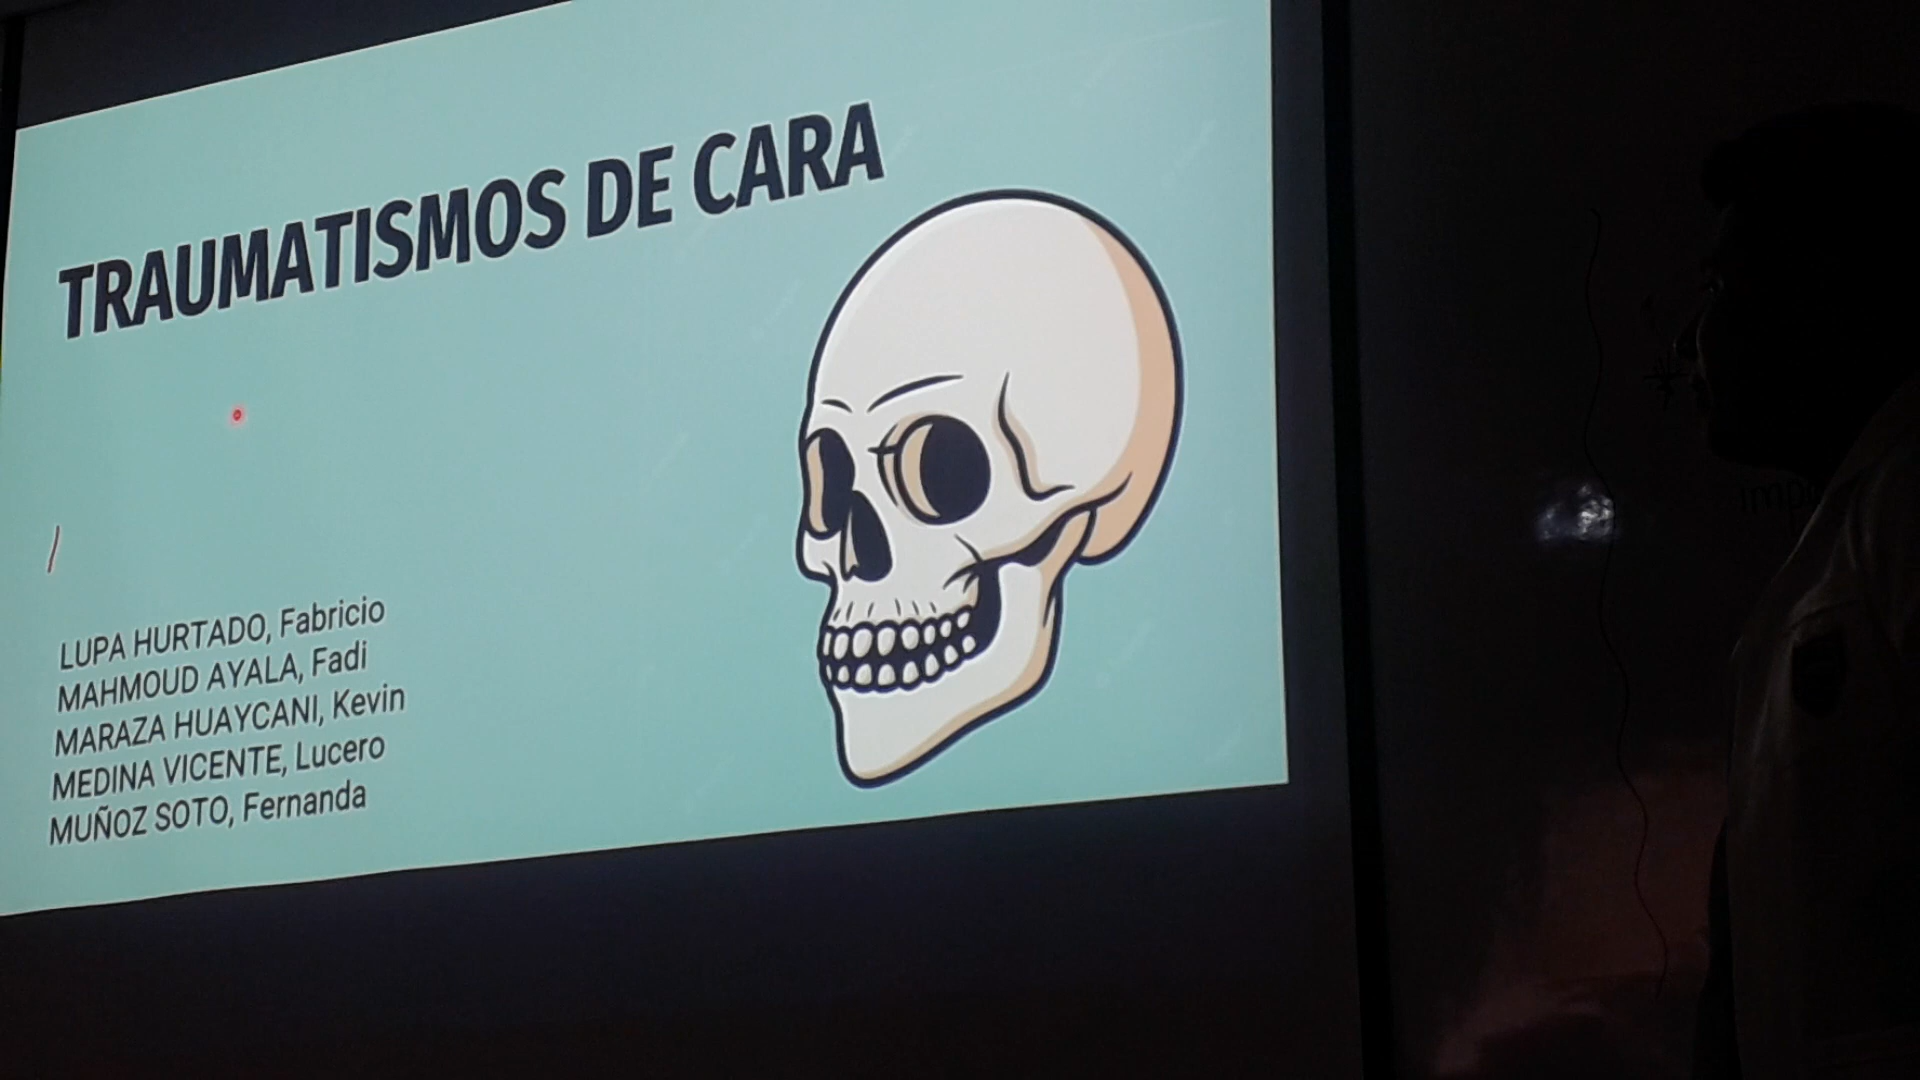 TRAUMATISMOS DE CARA
LUPA HURTADO, Fabricio
MAHMOUD AYALA, Fadi
MARAZA HUAYCANI, Kevin
MEDINA VICENTE, Lucero
MUÑOZ SOTO, Fernanda